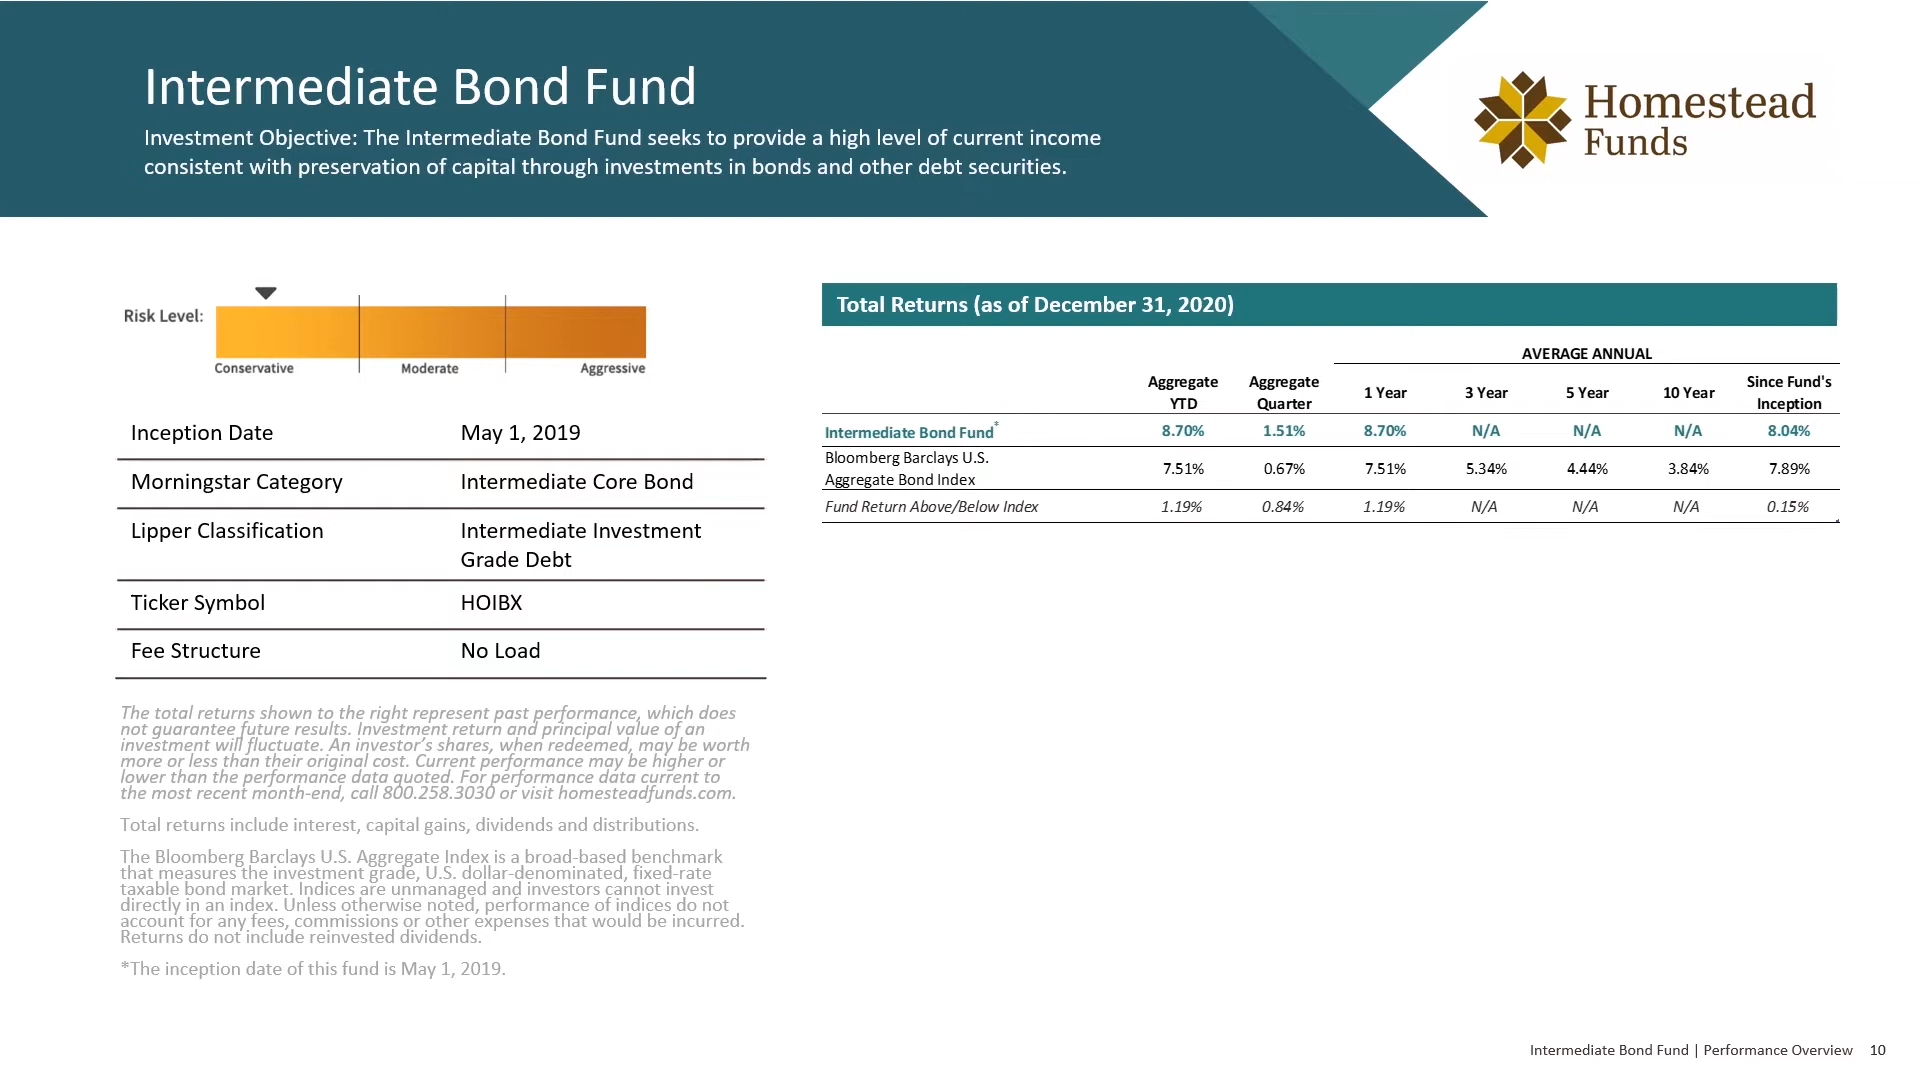 Intermediate Bond Fund
Investment Objective: The Intermediate Bond Fund seeks to provide a high level of current income
consistent with preservation of capital through investments in bonds and other debt securities.
Homestead
Funds
Risk Level:
Conservative Moderate Aggressive
Inception Date May 1, 2019
Morningstar Category Intermediate Core Bond
Lipper Classification Intermediate Investment
Grade Debt
Ticker Symbol HOIBX
Fee Structure No Load
The total returns shown to the right represent past performance, which does
not guarantee future results. Investment return and principal value of an
investment will fluctuate. An investor’s shares, when redeemed, may be worth
more or less than their original cost. Current performance may be higher or
lower than the performance data quoted. For performance data current to
the most recent month-end, call 800.258.3030 or visit homesteadfunds.com.
Total returns include interest, capital gains, dividends and distributions.
The Bloomberg Barclays U.S. Aggregate Index is a broad-based benchmark
that measures the investment grade, U.S. dollar-denominated, fixed-rate
taxable bond market. Indices are unmanaged and investors cannot invest
directly in an index. Unless otherwise noted, performance of indices do not
account for any fees, commissions or other expenses that would be incurred.
Returns do not include reinvested dividends.
*The inception date of this fund is May 1, 2019.
Total Returns (as of December 31, 2020)
AVERAGE ANNUAL
Aggregate Aggregate 1 Year 3 Year 5 Year 10 Year Since Fund's
YTD Quarter Inception
Intermediate Bond Fund* 8.70% 1.51% 8.70% N/A N/A N/A 8.04%
Bloomberg Barclays U.S.
Aggregate Bond Index 7.51% 0.67% 7.51% 5.34% 4.44% 3.84% 7.89%
Fund Return Above/Below Index 1.19% 0.84% 1.19% N/A N/A N/A 0.15%
Intermediate Bond Fund | Performance Overview 10